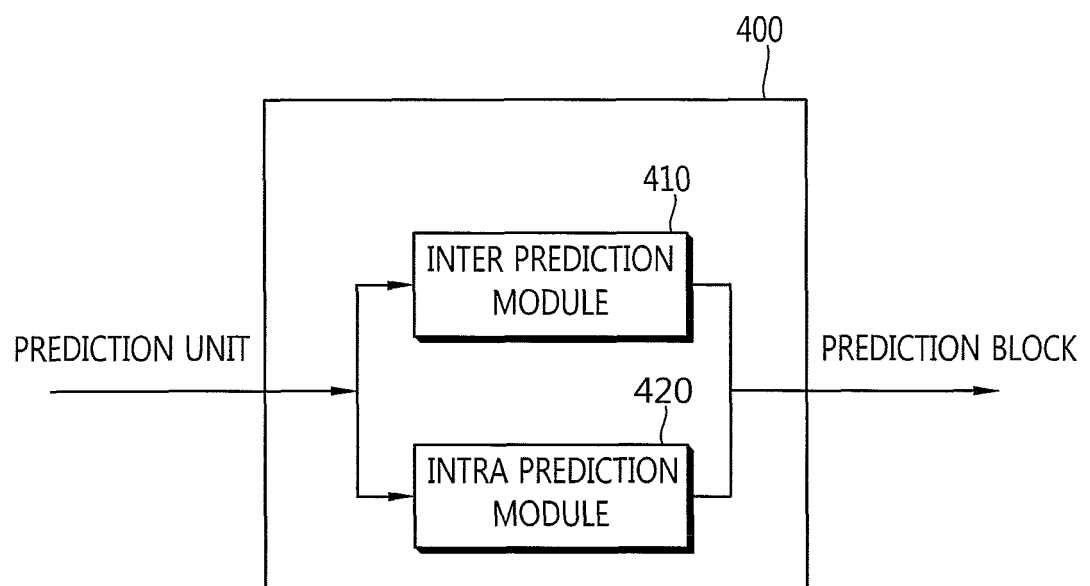 400
410
INTER PREDICTION
MODULE
PREDICTION UNIT
PREDICTION BLOCK
420
INTRA PREDICTION
MODULE